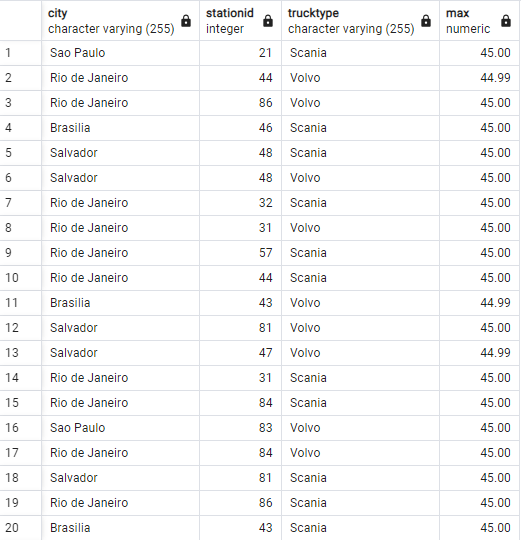 city stationid trucktype max
character varying (255) integer character varying (255) numeric
1 Sao Paulo 21 Scania 45.00
2 Rio de Janeiro 44 Volvo 44.99
3 Rio de Janeiro 86 Volvo 45.00
4 Brasilia 46 Scania 45.00
5 Salvador 48 Scania 45.00
6 Salvador 48 Volvo 45.00
7 Rio de Janeiro 32 Scania 45.00
8 Rio de Janeiro 31 Volvo 45.00
9 Rio de Janeiro 57 Scania 45.00
10 Rio de Janeiro 44 Scania 45.00
11 Brasilia 43 Volvo 44.99
12 Salvador 81 Volvo 45.00
13 Salvador 47 Volvo 44.99
14 Rio de Janeiro 31 Scania 45.00
15 Rio de Janeiro 84 Scania 45.00
16 Sao Paulo 83 Volvo 45.00
17 Rio de Janeiro 84 Volvo 45.00
18 Salvador 81 Scania 45.00
19 Rio de Janeiro 86 Scania 45.00
20 Brasilia 43 Scania 45.00